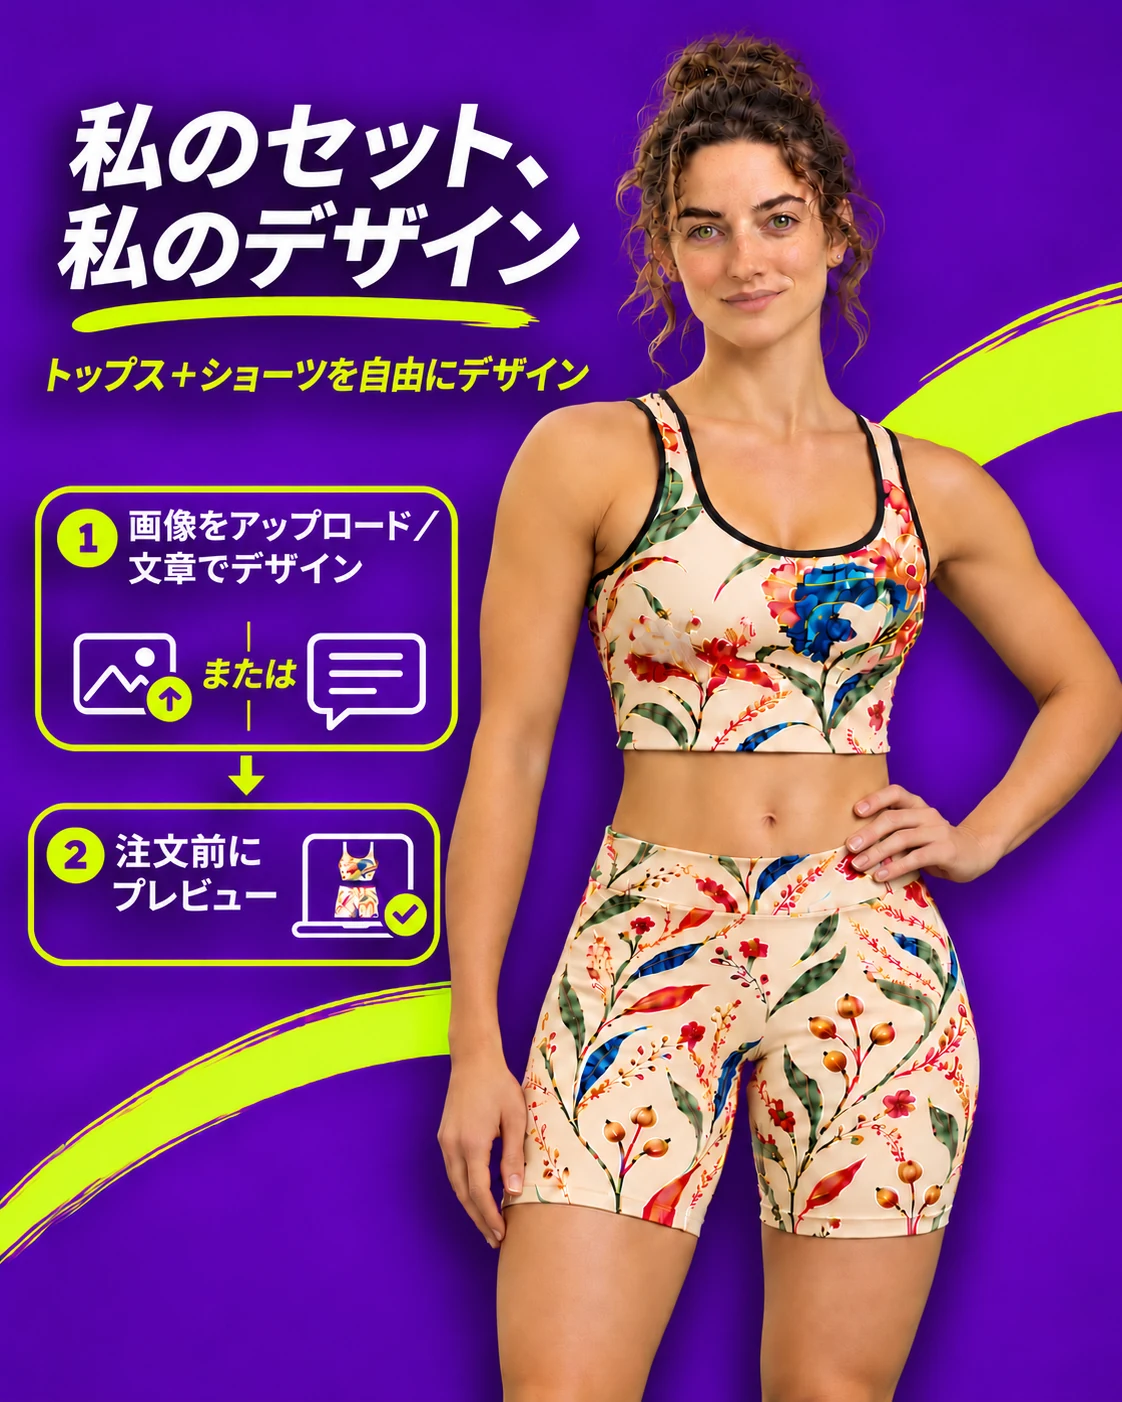 私のセット、
私のデザイン
トップス＋ショーツを自由にデザイン
1 画像をアップロード／
文章でデザイン
または
2 注文前に
プレビュー